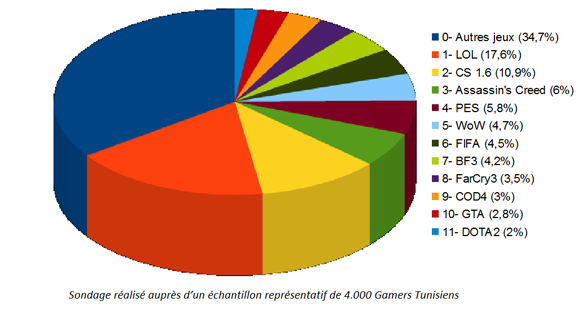 0- Autres jeux (34,7%)
1- LOL (17,6%)
2- CS 1.6 (10,9%)
3- Assassin's Creed (6%)
4- PES (5,8%)
5- WoW (4,7%)
6- FIFA (4,5%)
7- BF3 (4,2%)
8- FarCry3 (3,5%)
9- COD4 (3%)
10- GTA (2,8%)
11- DOTA2 (2%)
Sondage réalisé auprès d'un échantillon représentatif de 4.000 Gamers Tunisiens